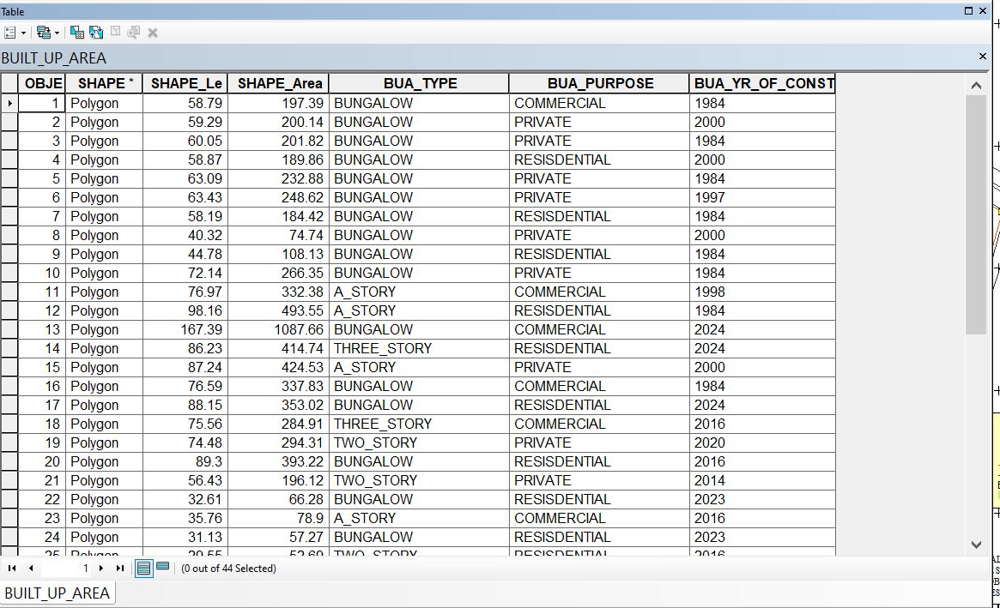 Table
BUILT_UP_AREA
OBJE SHAPE * SHAPE_Le SHAPE_Area BUA_TYPE BUA_PURPOSE BUA_YR_OF_CONST
1 Polygon 58.79 197.39 BUNGALOW COMMERCIAL 1984
2 Polygon 59.29 200.14 BUNGALOW PRIVATE 2000
3 Polygon 60.05 201.82 BUNGALOW PRIVATE 1984
4 Polygon 58.87 189.86 BUNGALOW RESISDENTIAL 2000
5 Polygon 63.09 232.88 BUNGALOW PRIVATE 1984
6 Polygon 63.43 248.62 BUNGALOW PRIVATE 1997
7 Polygon 58.19 184.42 BUNGALOW RESISDENTIAL 1984
8 Polygon 40.32 74.74 BUNGALOW PRIVATE 2000
9 Polygon 44.78 108.13 BUNGALOW RESISDENTIAL 1984
10 Polygon 72.14 266.35 BUNGALOW PRIVATE 1984
11 Polygon 76.97 332.38 A_STORY COMMERCIAL 1998
12 Polygon 98.16 493.55 A_STORY RESISDENTIAL 1984
13 Polygon 167.39 1087.66 BUNGALOW COMMERCIAL 2024
14 Polygon 86.23 414.74 THREE_STORY RESISDENTIAL 2024
15 Polygon 87.24 424.53 A_STORY PRIVATE 2000
16 Polygon 76.59 337.83 BUNGALOW COMMERCIAL 1984
17 Polygon 88.15 353.02 BUNGALOW RESISDENTIAL 2024
18 Polygon 75.56 284.91 THREE_STORY COMMERCIAL 2016
19 Polygon 74.48 294.31 TWO_STORY PRIVATE 2020
20 Polygon 89.3 393.22 BUNGALOW RESISDENTIAL 2016
21 Polygon 56.43 196.12 TWO_STORY PRIVATE 2014
22 Polygon 32.61 66.28 BUNGALOW RESISDENTIAL 2023
23 Polygon 35.76 78.9 A_STORY COMMERCIAL 2016
24 Polygon 31.13 57.27 BUNGALOW RESISDENTIAL 2023
25 Polygon 29.55 52.69 TWO_STORY RESISDENTIAL 2016
1 (0 out of 44 Selected)
BUILT_UP_AREA